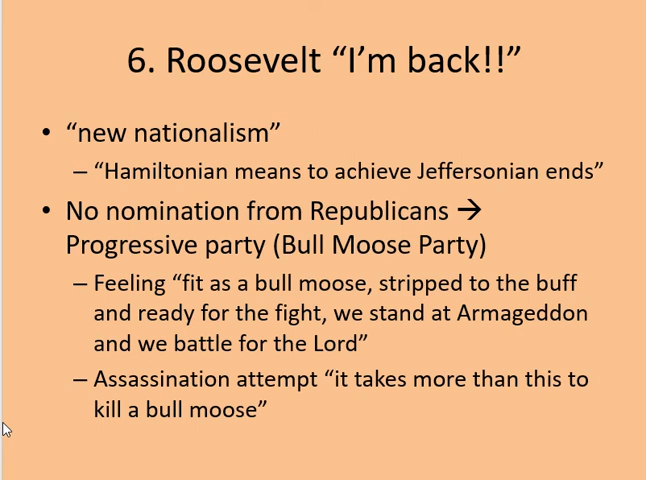 6. Roosevelt “I’m back!!”
• “new nationalism”
– “Hamiltonian means to achieve Jeffersonian ends”
• No nomination from Republicans →
Progressive party (Bull Moose Party)
– Feeling “fit as a bull moose, stripped to the buff
and ready for the fight, we stand at Armageddon
and we battle for the Lord”
– Assassination attempt “it takes more than this to
kill a bull moose”